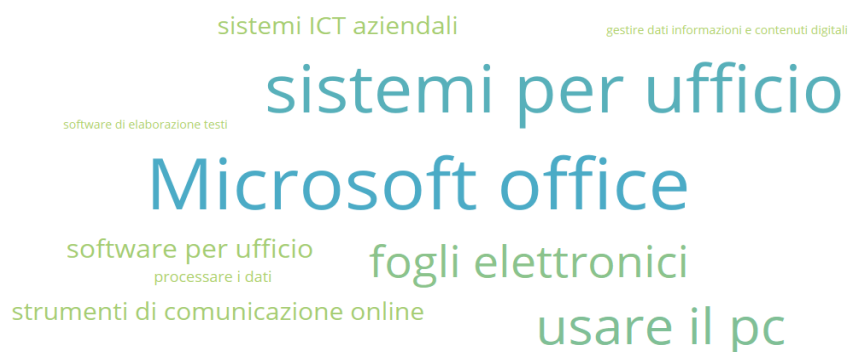 sistemi ICT aziendali
gestire dati informazioni e contenuti digitali
sistemi per ufficio
software di elaborazione testi
Microsoft office
software per ufficio
fogli elettronici
processare i dati
strumenti di comunicazione online
usare il pc